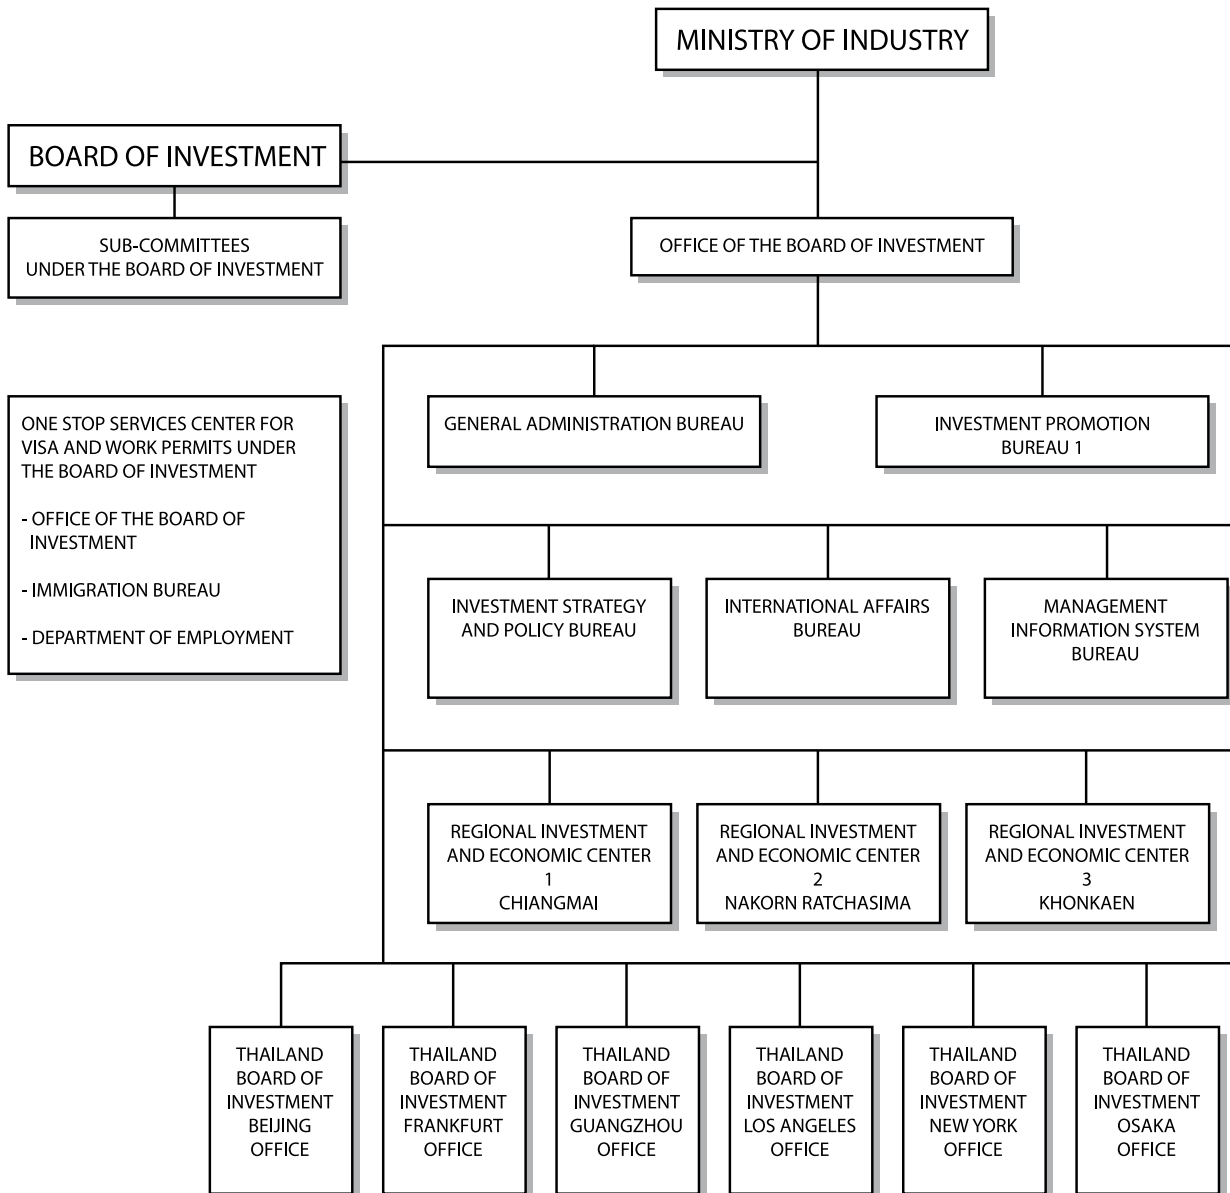 MINISTRY OF INDUSTRY
BOARD OF INVESTMENT
SUB-COMMITTEES
UNDER THE BOARD OF INVESTMENT
OFFICE OF THE BOARD OF INVESTMENT
ONE STOP SERVICES CENTER FOR
VISA AND WORK PERMITS UNDER
THE BOARD OF INVESTMENT
- OFFICE OF THE BOARD OF
INVESTMENT
- IMMIGRATION BUREAU
- DEPARTMENT OF EMPLOYMENT
GENERAL ADMINISTRATION BUREAU
INVESTMENT PROMOTION
BUREAU 1
INVESTMENT STRATEGY
AND POLICY BUREAU
INTERNATIONAL AFFAIRS
BUREAU
MANAGEMENT
INFORMATION SYSTEM
BUREAU
REGIONAL INVESTMENT
AND ECONOMIC CENTER
1
CHIANGMAI
REGIONAL INVESTMENT
AND ECONOMIC CENTER
2
NAKORN RATCHASIMA
REGIONAL INVESTMENT
AND ECONOMIC CENTER
3
KHONKAEN
THAILAND
BOARD OF
INVESTMENT
BEIJING
OFFICE
THAILAND
BOARD OF
INVESTMENT
FRANKFURT
OFFICE
THAILAND
BOARD OF
INVESTMENT
GUANGZHOU
OFFICE
THAILAND
BOARD OF
INVESTMENT
LOS ANGELES
OFFICE
THAILAND
BOARD OF
INVESTMENT
NEW YORK
OFFICE
THAILAND
BOARD OF
INVESTMENT
OSAKA
OFFICE